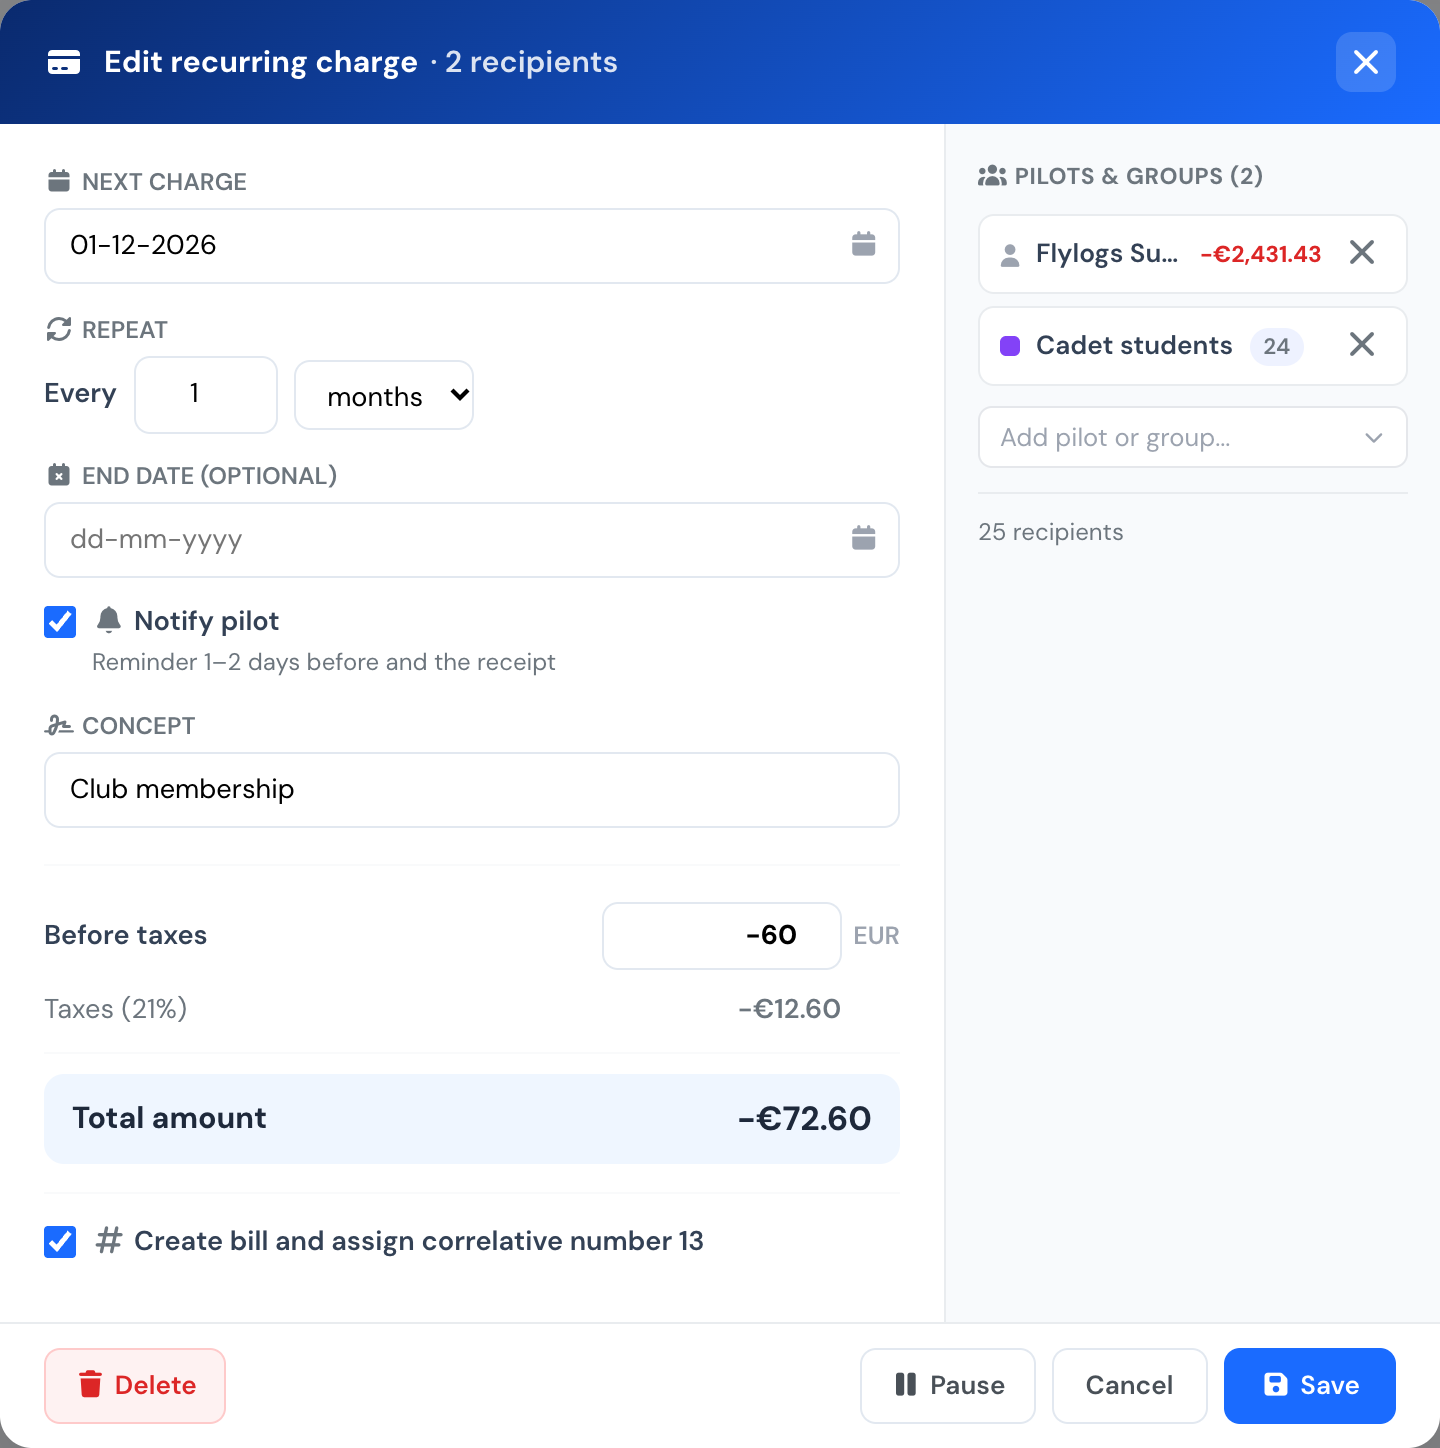 Edit recurring charge · 2 recipients
NEXT CHARGE
01-12-2026
REPEAT
Every 1 months
END DATE (OPTIONAL)
dd-mm-yyyy
Notify pilot
Reminder 1–2 days before and the receipt
CONCEPT
Club membership
Before taxes -60 EUR
Taxes (21%) -€12.60
Total amount -€72.60
# Create bill and assign correlative number 13
PILOTS & GROUPS (2)
Flylogs Su... -€2,431.43
Cadet students 24
Add pilot or group...
25 recipients
Delete Pause Cancel Save